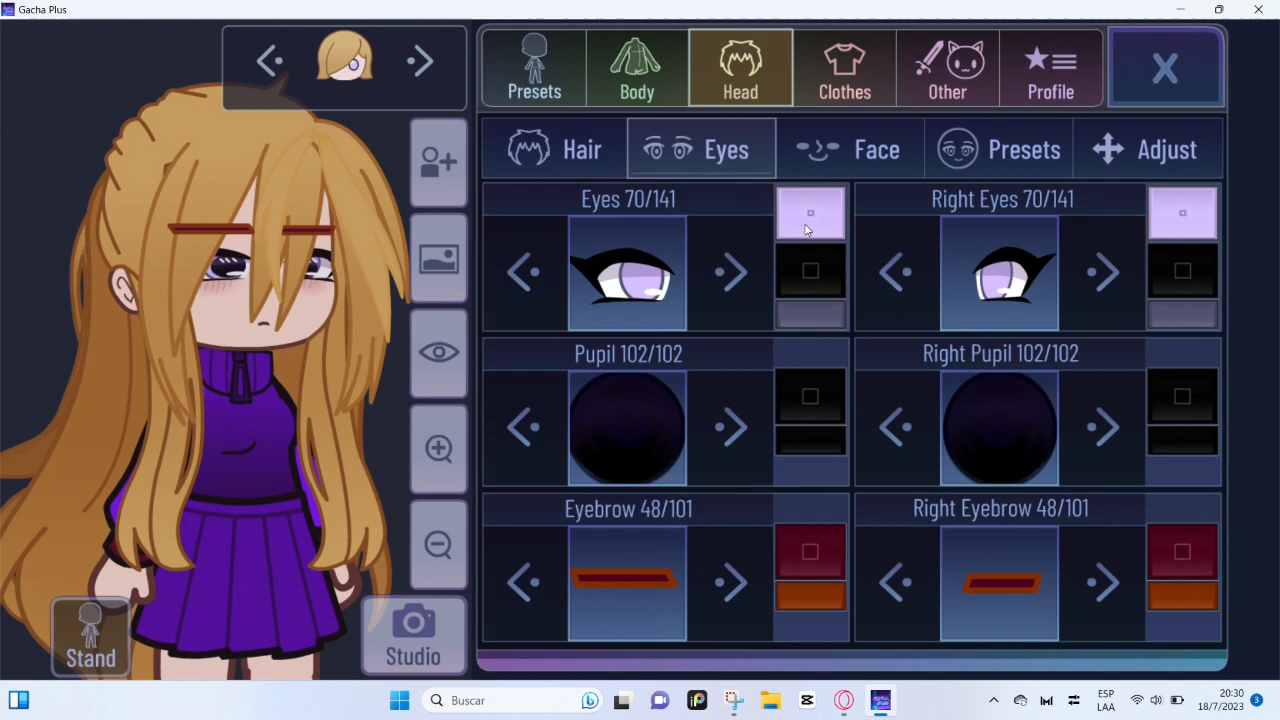 Gacha Plus
Presets
Body
Head
Clothes
Other
Profile
X
Hair
Eyes
Face
Presets
Adjust
Eyes 70/141
Right Eyes 70/141
Pupil 102/102
Right Pupil 102/102
Eyebrow 48/101
Right Eyebrow 48/101
Stand
Studio
Buscar
ESP
LAA
20:30
18/7/2023
3